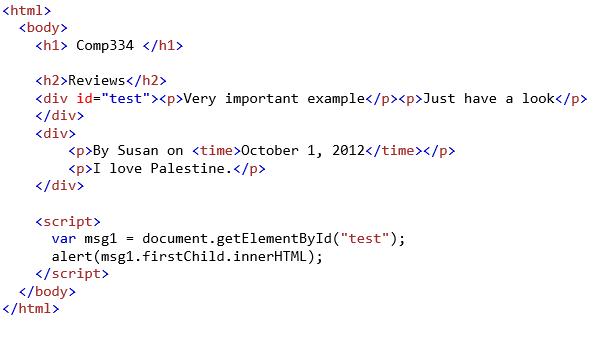 <html>
<body>
<h1> Comp334 </h1>
<h2>Reviews</h2>
<div id="test"><p>Very important example</p><p>Just have a look</p>
</div>
<div>
<p>By Susan on <time>October 1, 2012</time></p>
<p>I love Palestine.</p>
</div>
<script>
var msg1 = document.getElementById("test");
alert(msg1.firstChild.innerHTML);
</script>
</body>
</html>